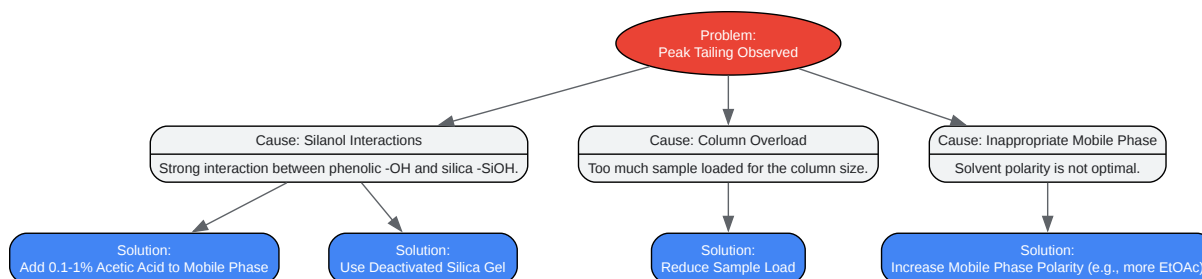 Problem:
Peak Tailing Observed
Cause: Silanol Interactions
Strong interaction between phenolic -OH and silica -SiOH.
Cause: Column Overload
Too much sample loaded for the column size.
Cause: Inappropriate Mobile Phase
Solvent polarity is not optimal.
Solution:
Add 0.1-1% Acetic Acid to Mobile Phase
Solution:
Use Deactivated Silica Gel
Solution:
Reduce Sample Load
Solution:
Increase Mobile Phase Polarity (e.g., more EtOAc)